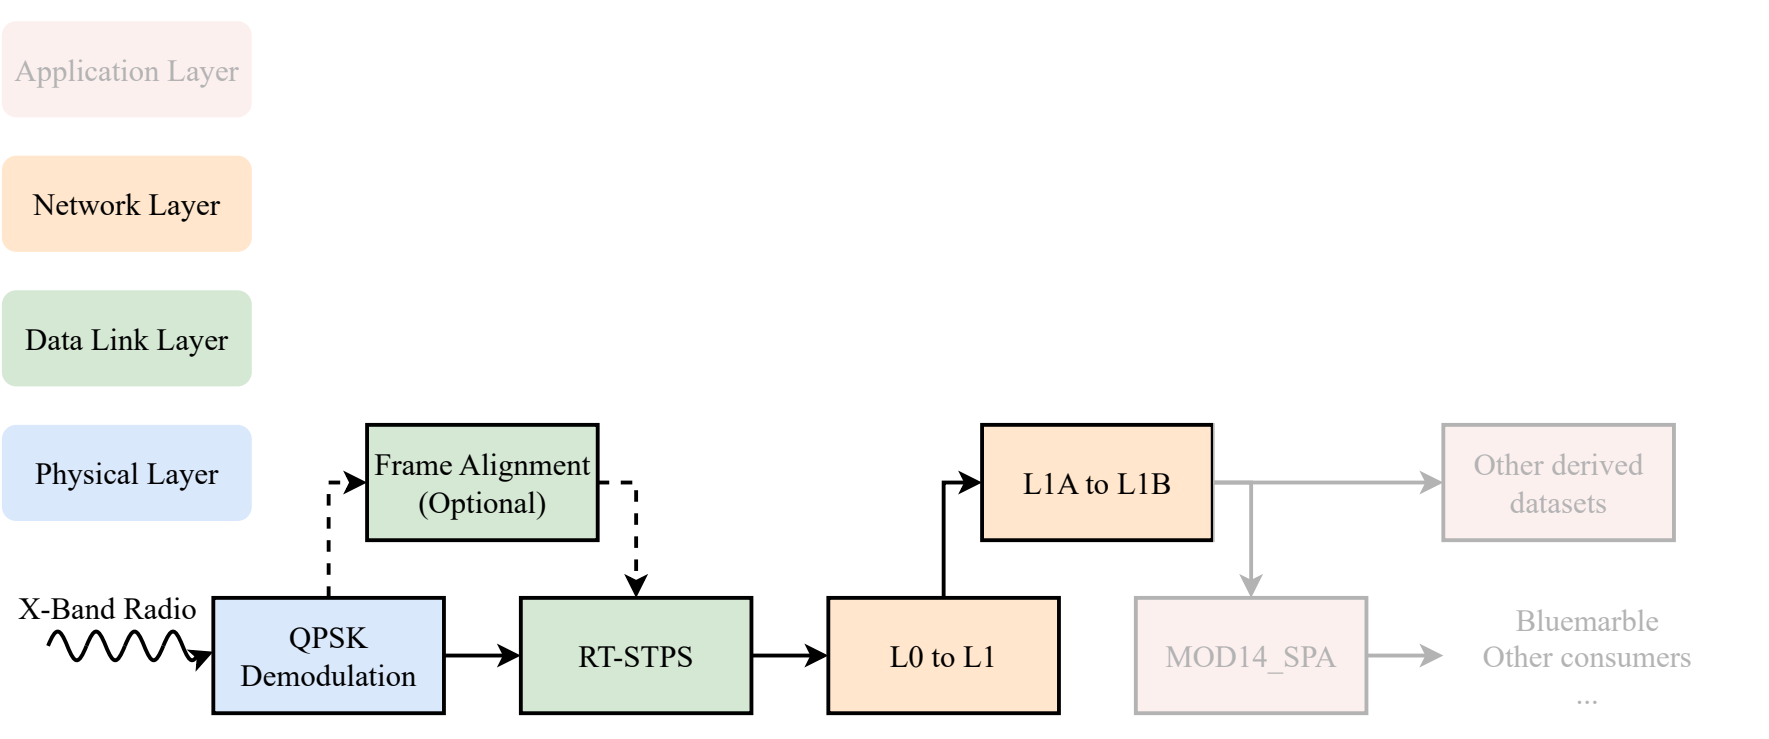 Application Layer
Network Layer
Data Link Layer
Physical Layer
Frame Alignment
(Optional)
L1A to L1B
Other derived
datasets
X-Band Radio
QPSK
Demodulation
RT-STPS
L0 to L1
MOD14_SPA
Bluemarble
Other consumers
...